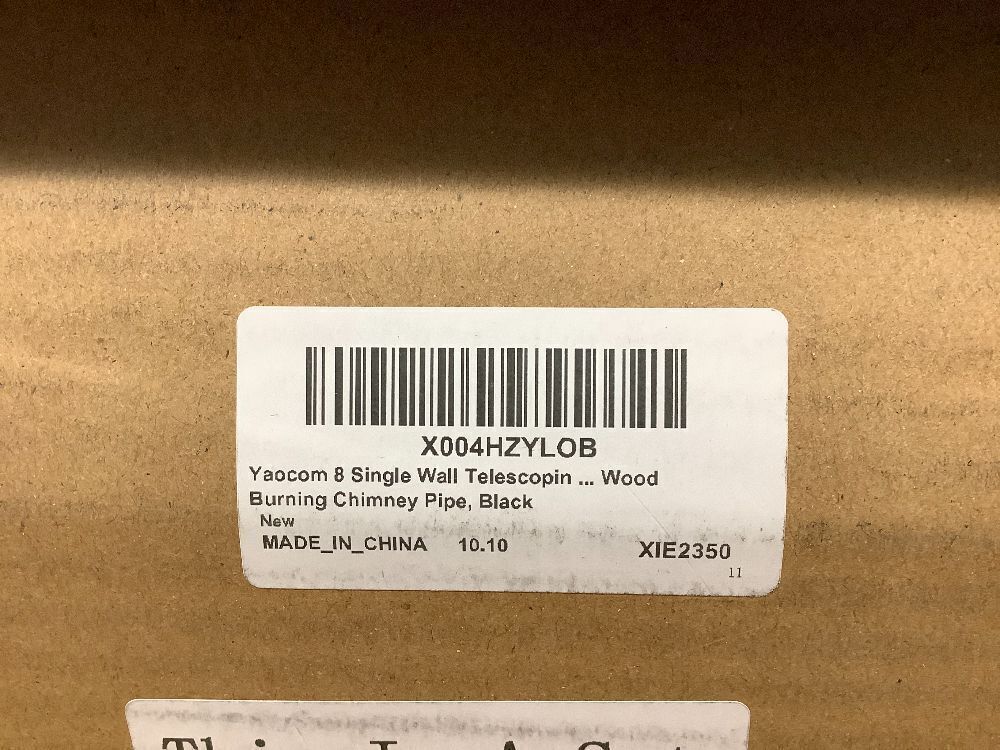 X004HZYLOB
Yaocom 8 Single Wall Telescopin ... Wood
Burning Chimney Pipe, Black
New
MADE_IN_CHINA 10.10 XIE2350
11